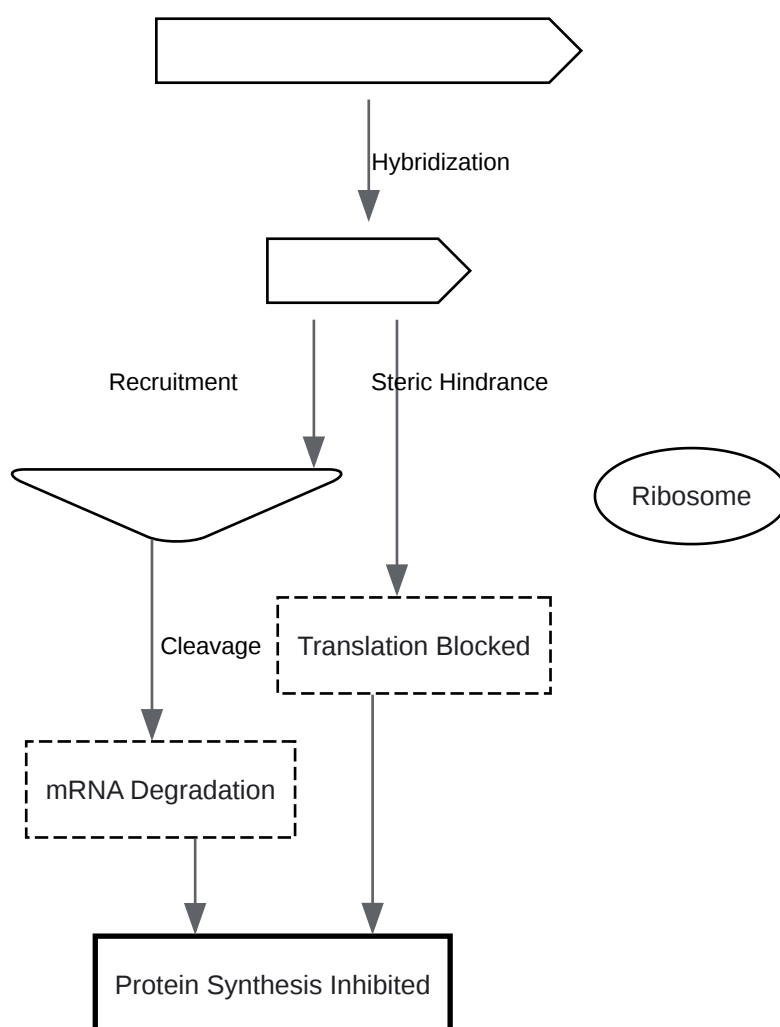 Hybridization
Recruitment
Steric Hindrance
Ribosome
Cleavage
Translation Blocked
mRNA Degradation
Protein Synthesis Inhibited